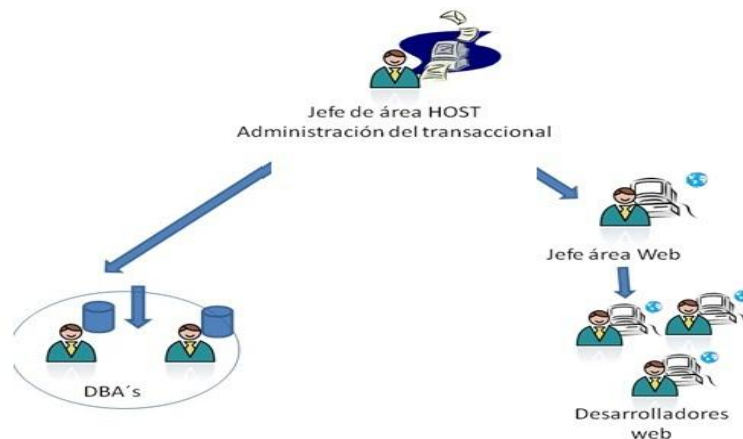 Jefe de área HOST
Administración del transaccional
Jefe área Web
DBA´s
Desarrolladores
web